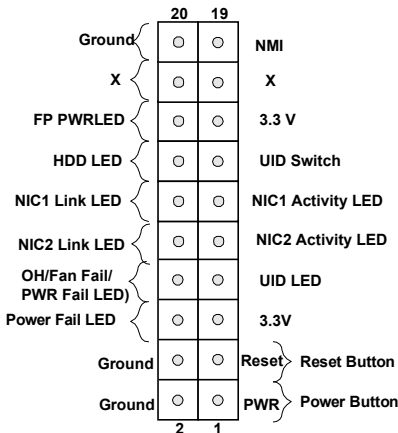 20 19
Ground NMI
X X
FP PWRLED 3.3 V
HDD LED UID Switch
NIC1 Link LED NIC1 Activity LED
NIC2 Link LED NIC2 Activity LED
OH/Fan Fail/
PWR Fail LED) UID LED
Power Fail LED 3.3V
Ground Reset Reset Button
Ground PWR Power Button
2 1